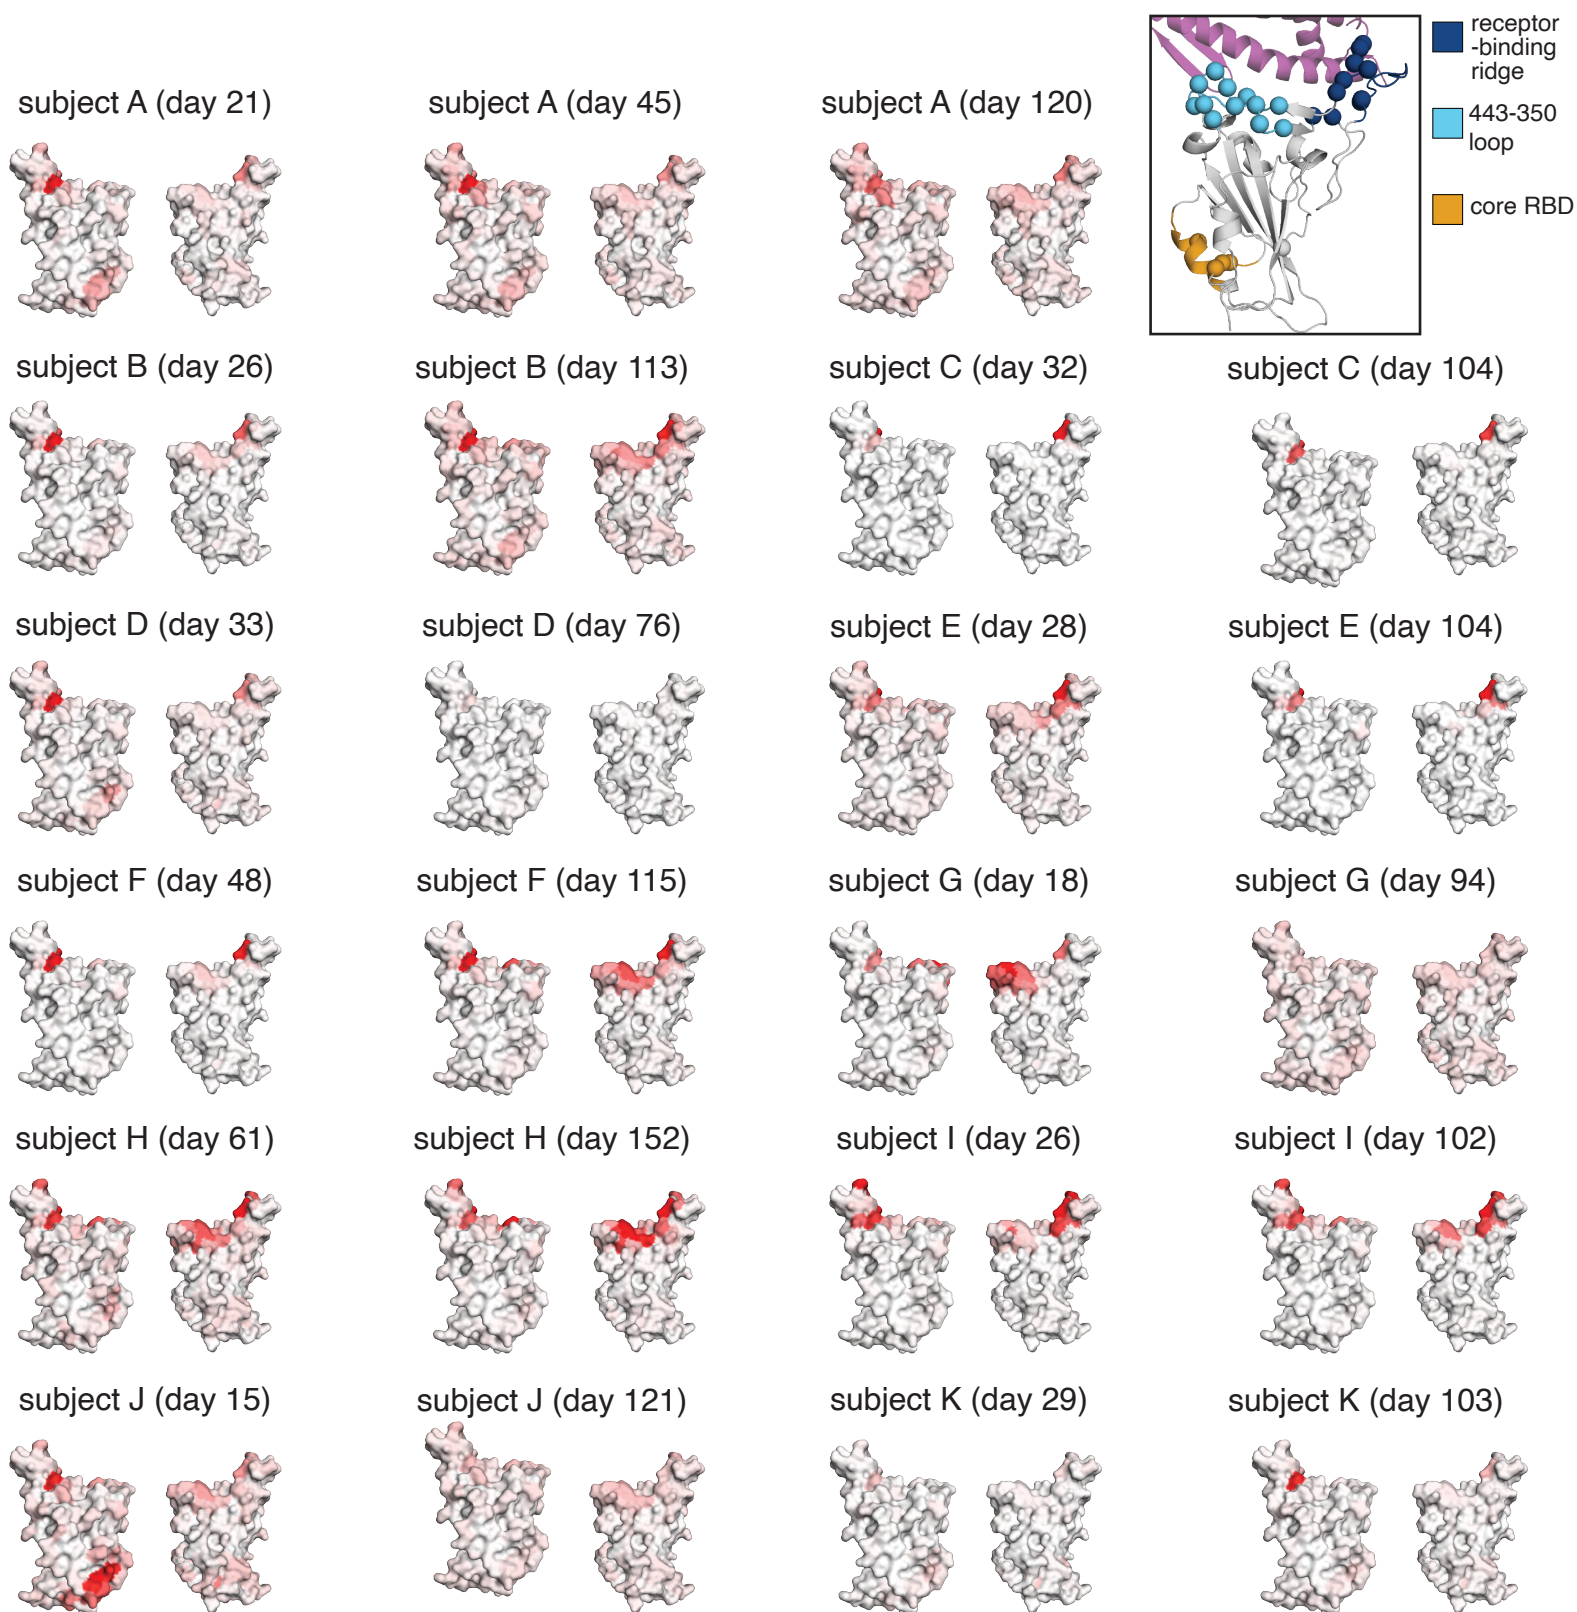 receptor
-binding
ridge
443-350
loop
core RBD
subject A (day 21)
subject A (day 45)
subject A (day 120)
subject B (day 26)
subject B (day 113)
subject C (day 32)
subject C (day 104)
subject D (day 33)
subject D (day 76)
subject E (day 28)
subject E (day 104)
subject F (day 48)
subject F (day 115)
subject G (day 18)
subject G (day 94)
subject H (day 61)
subject H (day 152)
subject I (day 26)
subject I (day 102)
subject J (day 15)
subject J (day 121)
subject K (day 29)
subject K (day 103)